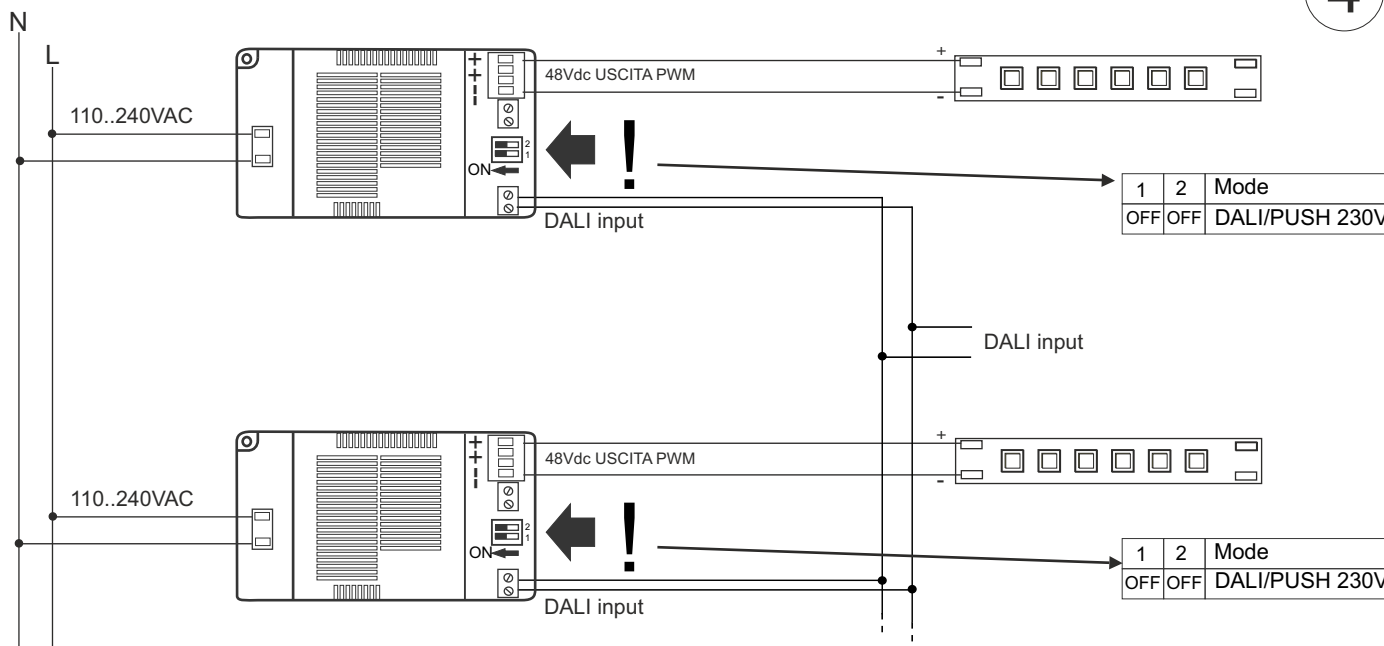 4
N
L
110..240VAC
+
+
-
-
48Vdc USCITA PWM
+
-
2
1
ON
DALI input
1 2 Mode
OFF OFF DALI/PUSH 230V
DALI input
110..240VAC
+
+
-
-
48Vdc USCITA PWM
+
-
2
1
ON
DALI input
1 2 Mode
OFF OFF DALI/PUSH 230V